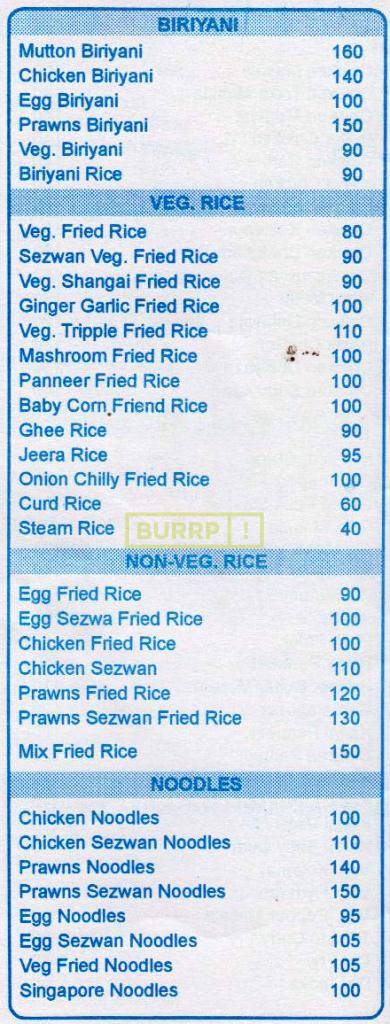 BIRIYANI
Mutton Biriyani 160
Chicken Biriyani 140
Egg Biriyani 100
Prawns Biriyani 150
Veg. Biriyani 90
Biriyani Rice 90
VEG. RICE
Veg. Fried Rice 80
Sezwan Veg. Fried Rice 90
Veg. Shangai Fried Rice 90
Ginger Garlic Fried Rice 100
Veg. Tripple Fried Rice 110
Mashroom Fried Rice 100
Panneer Fried Rice 100
Baby Corn Friend Rice 100
Ghee Rice 90
Jeera Rice 95
Onion Chilly Fried Rice 100
Curd Rice 60
Steam Rice 40
BURRP!
NON-VEG. RICE
Egg Fried Rice 90
Egg Sezwa Fried Rice 100
Chicken Fried Rice 100
Chicken Sezwan 110
Prawns Fried Rice 120
Prawns Sezwan Fried Rice 130
Mix Fried Rice 150
NOODLES
Chicken Noodles 100
Chicken Sezwan Noodles 110
Prawns Noodles 140
Prawns Sezwan Noodles 150
Egg Noodles 95
Egg Sezwan Noodles 105
Veg Fried Noodles 105
Singapore Noodles 100